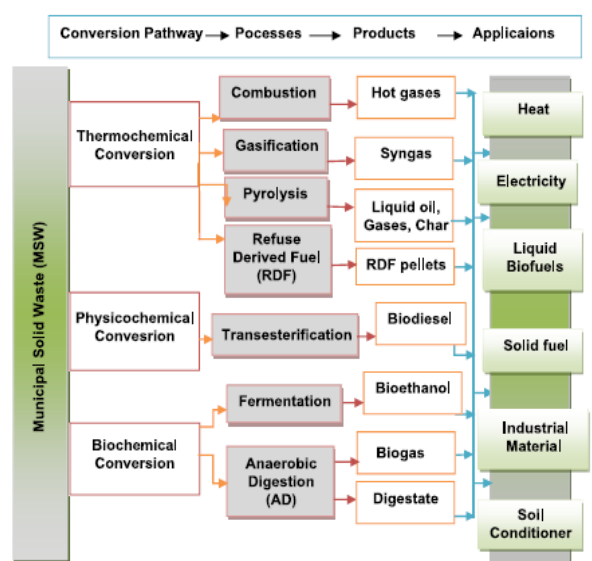 Conversion Pathway
Pocesses
Products
Applicaions
Municipal Solid Waste (MSW)
Thermochemical
Conversion
Combustion
Hot gases
Gasification
Syngas
Pyrolysis
Liquid oil,
Gases, Char
Refuse
Derived Fuel
(RDF)
RDF pellets
Physicochemical
Convesrion
Transesterification
Biodiesel
Biochemical
Conversion
Fermentation
Bioethanol
Anaerobic
Digestion
(AD)
Biogas
Digestate
Heat
Electricity
Liquid
Biofuels
Solid fuel
Industrial
Material
Soil
Conditioner